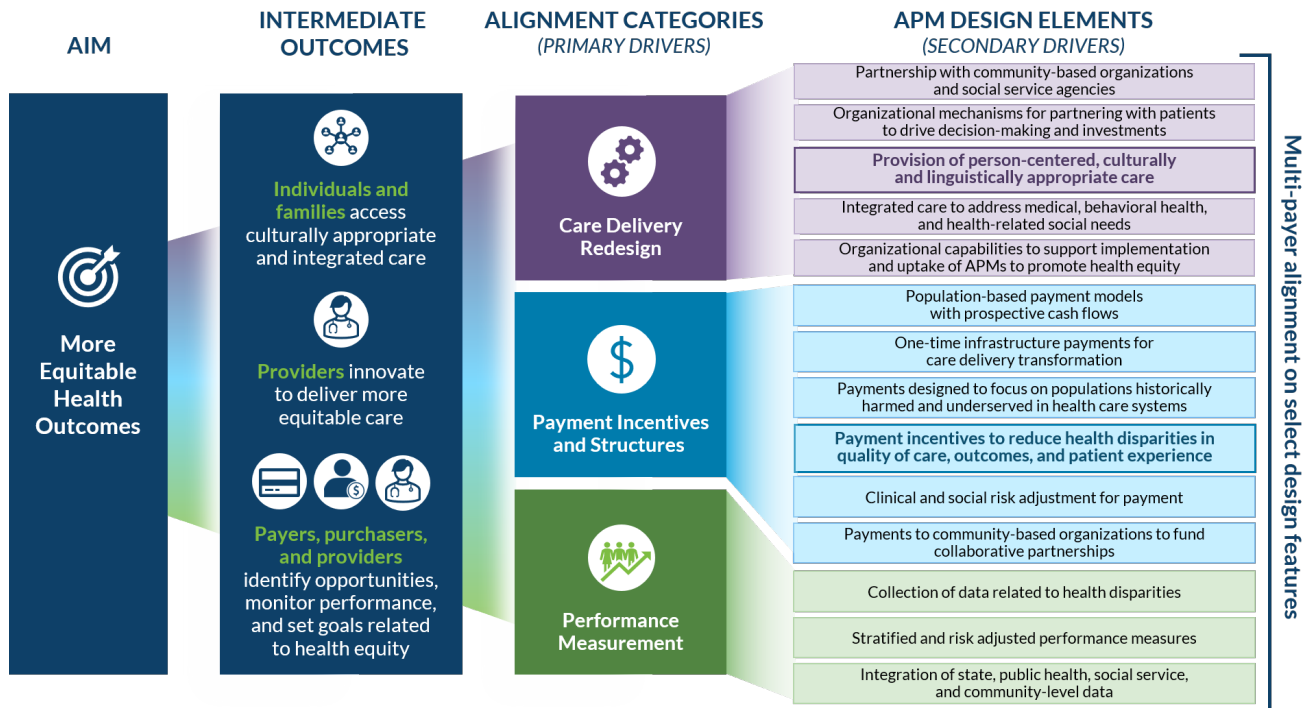 AIM
More
Equitable
Health
Outcomes
INTERMEDIATE
OUTCOMES
Individuals and
families access
culturally appropriate
and integrated care
Providers innovate
to deliver more
equitable care
Payers, purchasers,
and providers
identify opportunities,
monitor performance,
and set goals related
to health equity
ALIGNMENT CATEGORIES
(PRIMARY DRIVERS)
Care Delivery
Redesign
Payment Incentives
and Structures
Performance
Measurement
APM DESIGN ELEMENTS
(SECONDARY DRIVERS)
Partnership with community-based organizations
and social service agencies
Organizational mechanisms for partnering with patients
to drive decision-making and investments
Provision of person-centered, culturally
and linguistically appropriate care
Integrated care to address medical, behavioral health,
and health-related social needs
Organizational capabilities to support implementation
and uptake of APMs to promote health equity
Population-based payment models
with prospective cash flows
One-time infrastructure payments for
care delivery transformation
Payments designed to focus on populations historically
harmed and underserved in health care systems
Payment incentives to reduce health disparities in
quality of care, outcomes, and patient experience
Clinical and social risk adjustment for payment
Payments to community-based organizations to fund
collaborative partnerships
Collection of data related to health disparities
Stratified and risk adjusted performance measures
Integration of state, public health, social service,
and community-level data
Multi-payer alignment on select design features